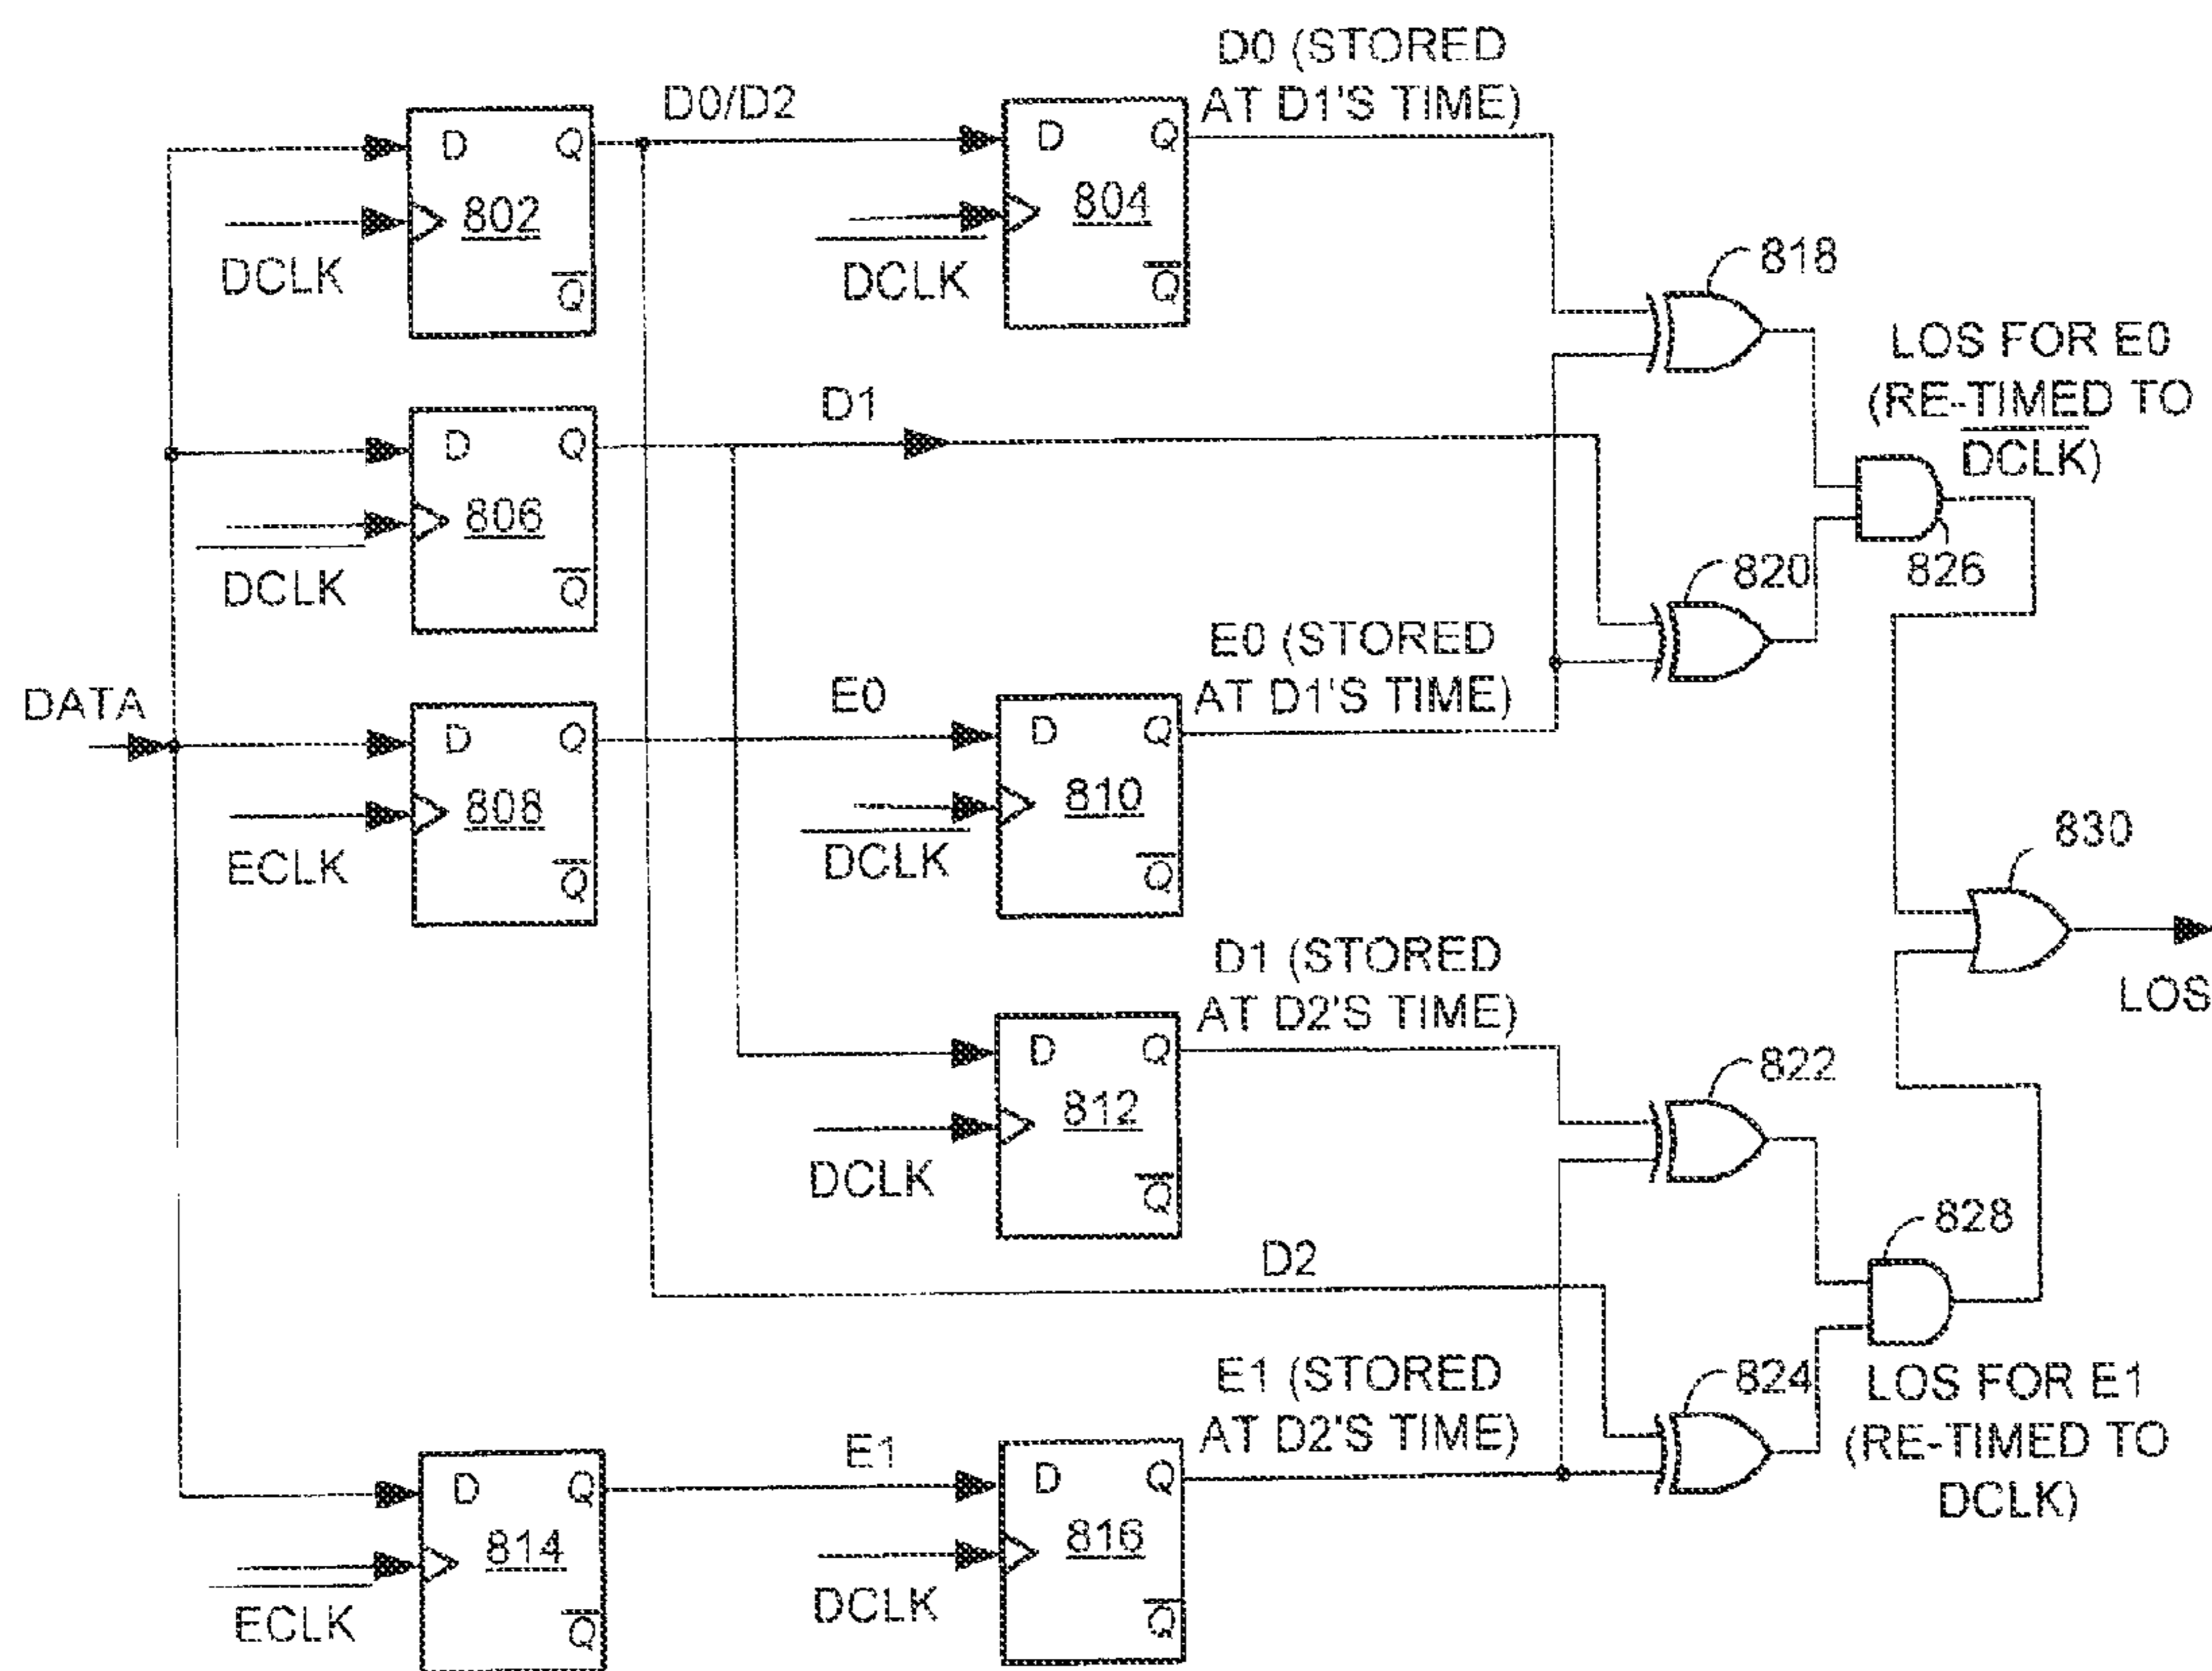 D0 (STORED
AT D1'S TIME)
D0/D2
D Q
802
Q
DCLK
D Q
804
Q
DCLK
818
LOS FOR E0
(RE-TIMED TO
DCLK)
D1
D Q
806
Q
DCLK
820
826
E0 (STORED
AT D1'S TIME)
DATA
E0
D Q
808
Q
ECLK
D Q
810
Q
DCLK
830
LOS
D1 (STORED
AT D2'S TIME)
D Q
812
Q
DCLK
822
828
D2
E1 (STORED
AT D2'S TIME)
824
LOS FOR E1
(RE-TIMED TO
DCLK)
E1
D Q
814
Q
ECLK
D Q
816
Q
DCLK